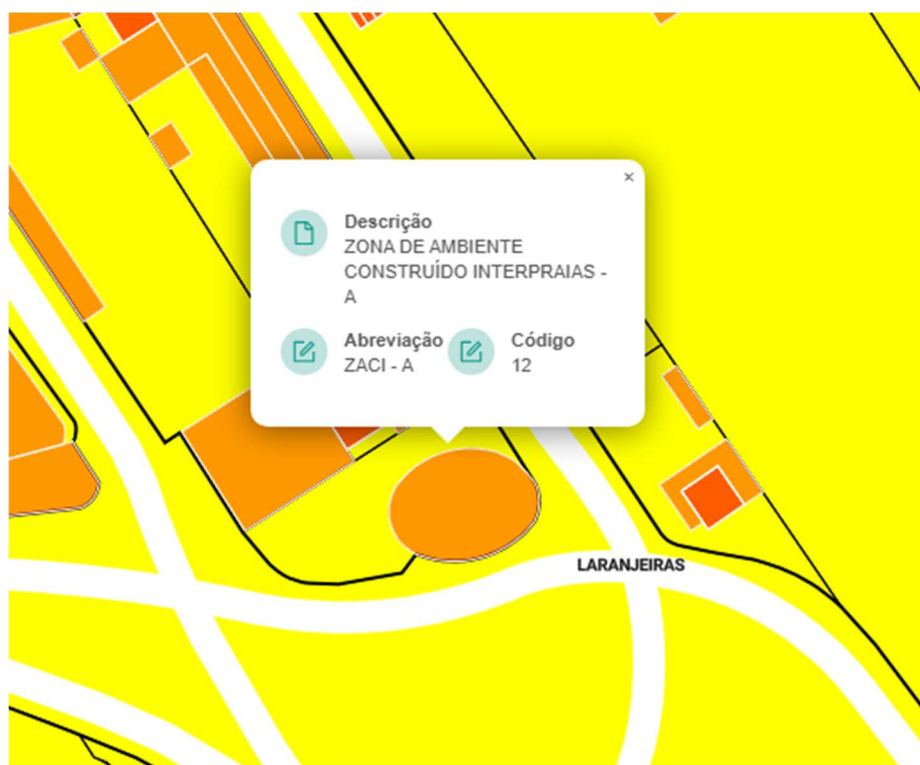 ×
Descrição
ZONA DE AMBIENTE
CONSTRUÍDO INTERPRAIAS -
A
Abreviação
ZACI - A
Código
12
LARANJEIRAS